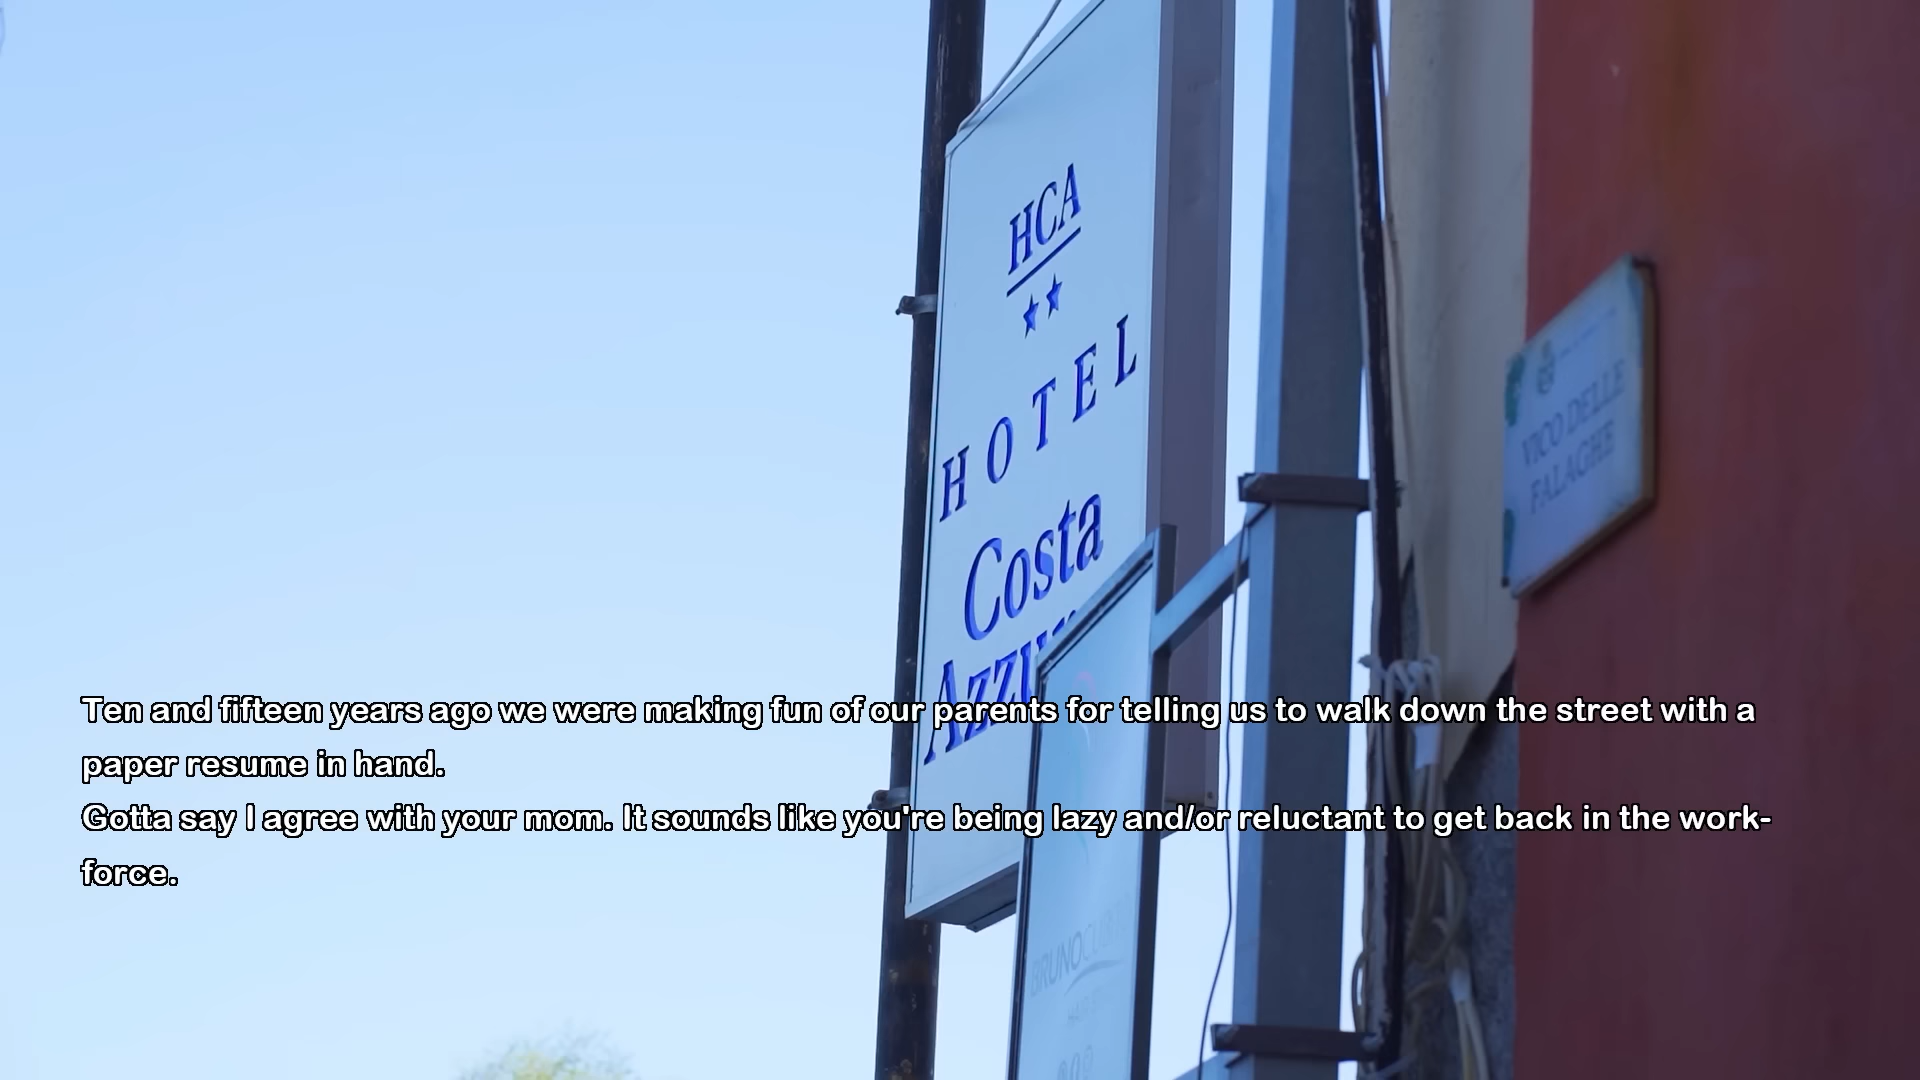 HCA
HOTEL
Costa
VICO DELLE
FALAGHE
Ten and fifteen years ago we were making fun of our parents for telling us to walk down the street with a
paper resume in hand.
Gotta say I agree with your mom. It sounds like you're being lazy and/or reluctant to get back in the work-
force.